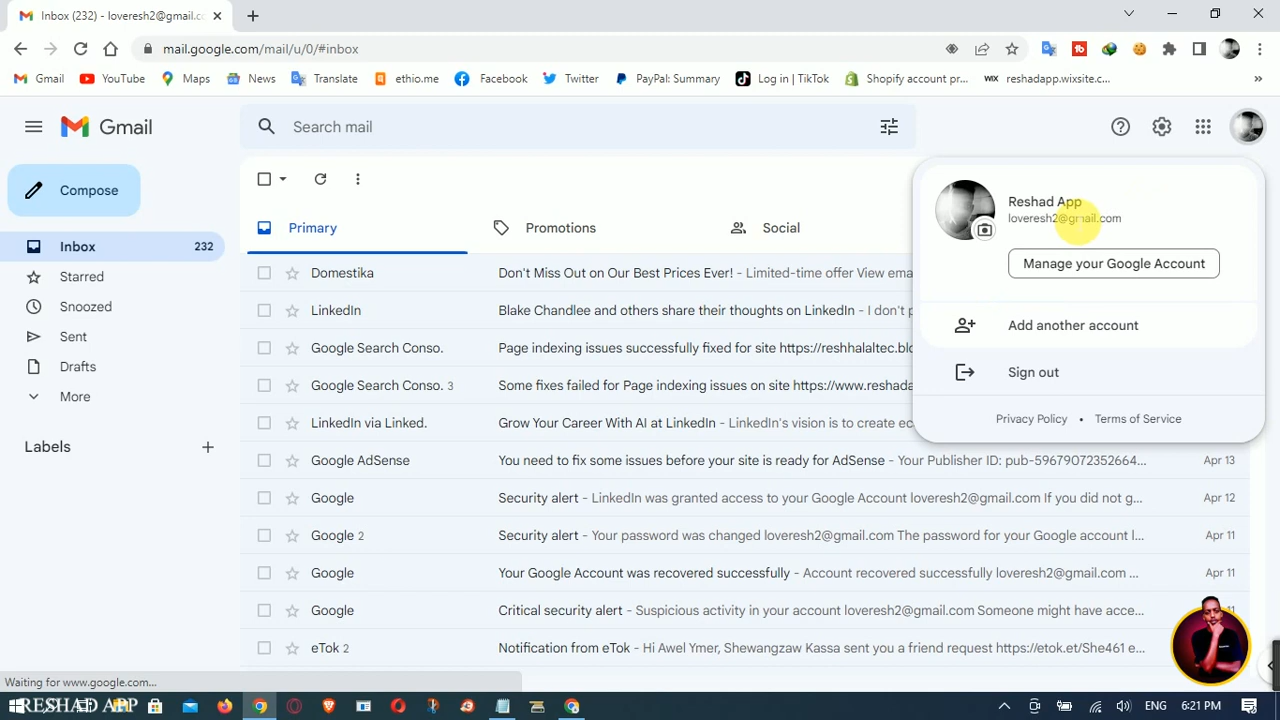 Inbox (232) - loveresh2@gmail.co
mail.google.com/mail/u/0/#inbox
Gmail
YouTube
Maps
News
Translate
ethio.me
Facebook
Twitter
PayPal: Summary
Log in | TikTok
Shopify account pr...
WIX
reshadapp.wixsite.c...
»
Gmail
Search mail
Compose
Inbox 232
Starred
Snoozed
Sent
Drafts
More
Labels
Primary
Promotions
Social
Domestika Don't Miss Out on Our Best Prices Ever! - Limited-time offer View ema
LinkedIn Blake Chandlee and others share their thoughts on LinkedIn - I don't p
Google Search Conso. Page indexing issues successfully fixed for site https://reshhalaltec.blo
Google Search Conso. 3 Some fixes failed for Page indexing issues on site https://www.reshada
LinkedIn via Linked. Grow Your Career With AI at LinkedIn - LinkedIn's vision is to create ec
Google AdSense You need to fix some issues before your site is ready for AdSense - Your Publisher ID: pub-59679072352664... Apr 13
Google Security alert - LinkedIn was granted access to your Google Account loveresh2@gmail.com If you did not g... Apr 12
Google 2 Security alert - Your password was changed loveresh2@gmail.com The password for your Google account l... Apr 11
Google Your Google Account was recovered successfully - Account recovered successfully loveresh2@gmail.com ... Apr 11
Google Critical security alert - Suspicious activity in your account loveresh2@gmail.com Someone might have acce... 11
eTok 2 Notification from eTok - Hi Awel Ymer, Shewangzaw Kassa sent you a friend request https://etok.et/She461 e...
Reshad App
loveresh2@gmail.com
Manage your Google Account
Add another account
Sign out
Privacy Policy • Terms of Service
Waiting for www.google.com...
RESHAD APP
ENG 6:21 PM